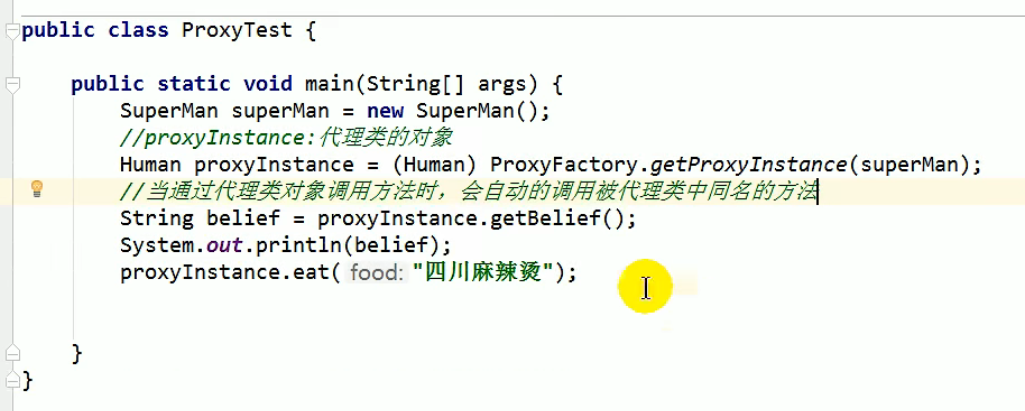 public class ProxyTest {
public static void main(String[] args) {
SuperMan superMan = new SuperMan();
//proxyInstance:代理类的对象
Human proxyInstance = (Human) ProxyFactory.getProxyInstance(superMan);
//当通过代理类对象调用方法时，会自动的调用被代理类中同名的方法
String belief = proxyInstance.getBelief();
System.out.println(belief);
proxyInstance.eat( food: "四川麻辣烫");
}
}